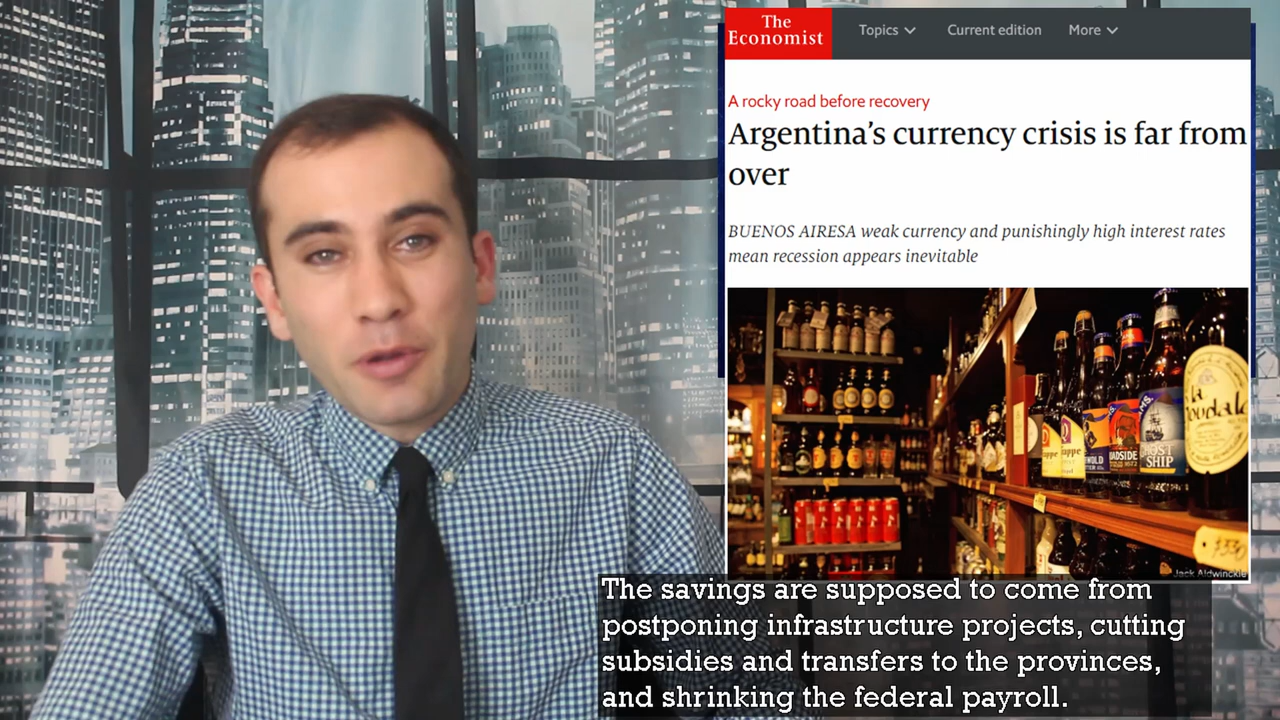 The
Economist
Topics
Current edition
More
A rocky road before recovery
Argentina's currency crisis is far from
over
BUENOS AIRESA weak currency and punishingly high interest rates
mean recession appears inevitable
GHOST
SHIP
Jack Aldwinckle
The savings are supposed to come from
postponing infrastructure projects, cutting
subsidies and transfers to the provinces,
and shrinking the federal payroll.